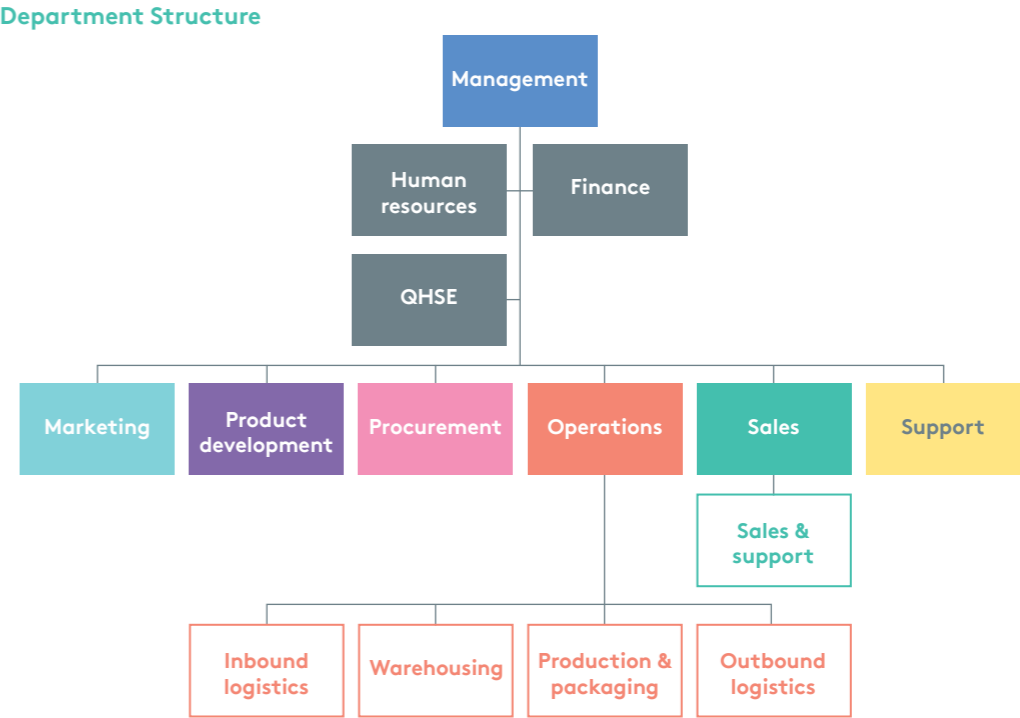 Department Structure
Management
Human
resources
Finance
QHSE
Marketing
Product
development
Procurement
Operations
Sales
Support
Sales &
support
Inbound
logistics
Warehousing
Production &
packaging
Outbound
logistics